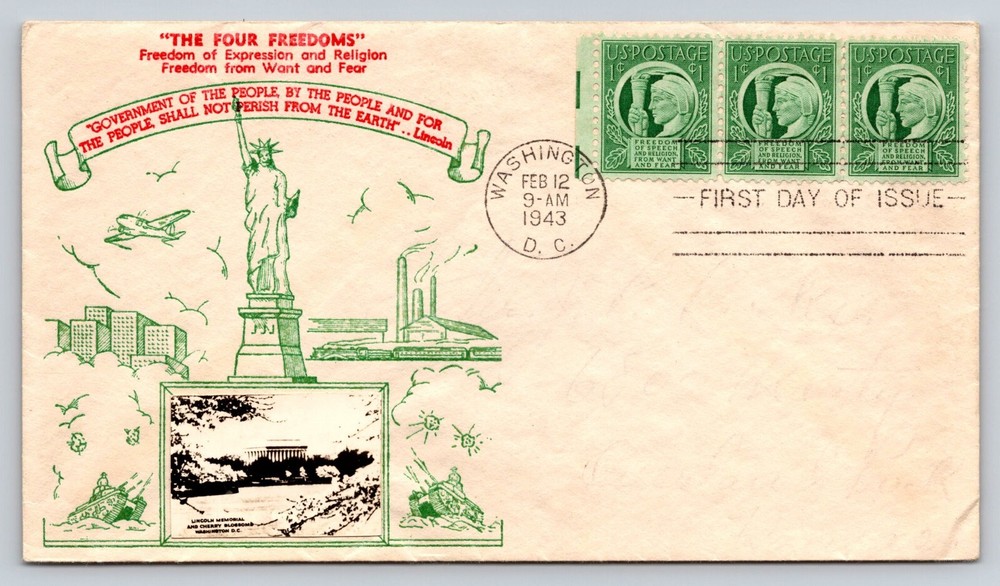 "THE FOUR FREEDOMS"
Freedom of Expression and Religion
Freedom from Want and Fear
"GOVERNMENT OF THE PEOPLE, BY THE PEOPLE AND FOR
THE PEOPLE, SHALL NOT PERISH FROM THE EARTH"..Lincoln
WASHINGTON
FEB 12
9-AM
1943
D. C.
U.S. POSTAGE
1¢ ¢1
FREEDOM
OF SPEECH
AND RELIGION,
FROM WANT
AND FEAR
U.S. POSTAGE
1¢ ¢1
FREEDOM
OF SPEECH
AND RELIGION,
FROM WANT
AND FEAR
U.S. POSTAGE
1¢ ¢1
FREEDOM
OF SPEECH
AND RELIGION,
FROM WANT
AND FEAR
FIRST DAY OF ISSUE
LINCOLN MEMORIAL
AND CHERRY BLOSSOMS
WASHINGTON D.C.